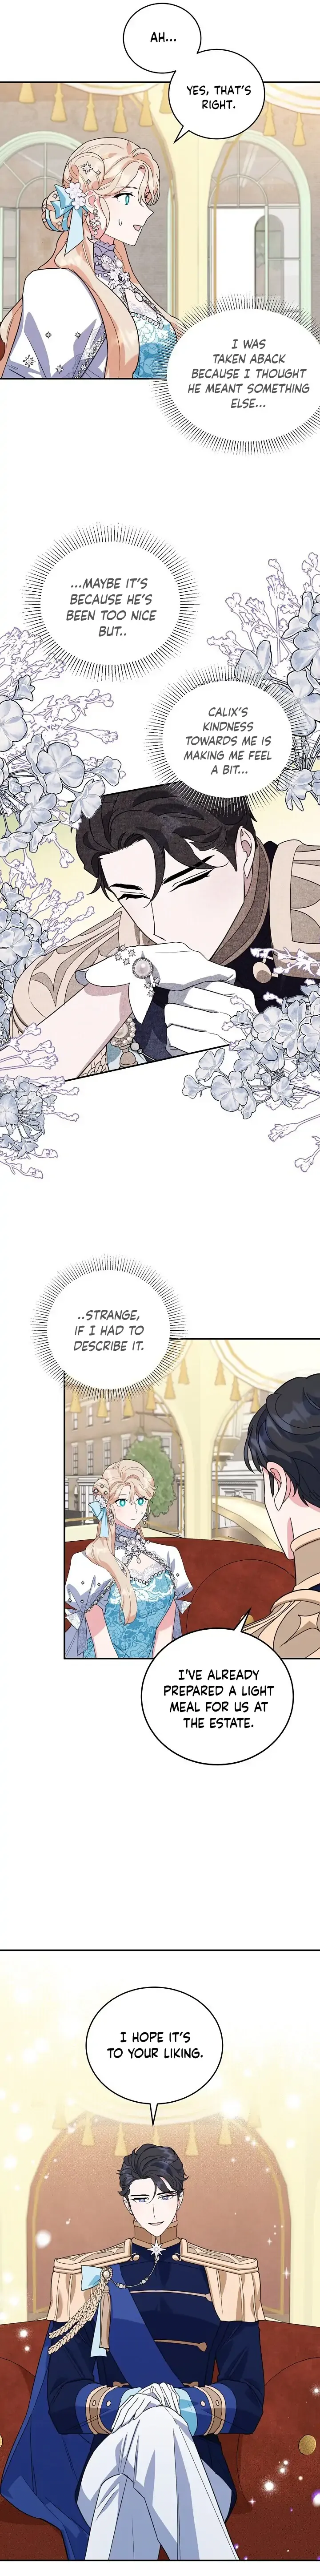 AH...
YES, THAT'S
RIGHT.
I WAS
TAKEN ABACK
BECAUSE I THOUGHT
HE MEANT SOMETHING
ELSE...
...MAYBE IT'S
BECAUSE HE'S
BEEN TOO NICE
BUT..
CALIX'S
KINDNESS
TOWARDS ME IS
MAKING ME FEEL
A BIT...
..STRANGE,
IF I HAD TO
DESCRIBE IT.
I'VE ALREADY
PREPARED A LIGHT
MEAL FOR US AT
THE ESTATE.
I HOPE IT'S
TO YOUR LIKING.